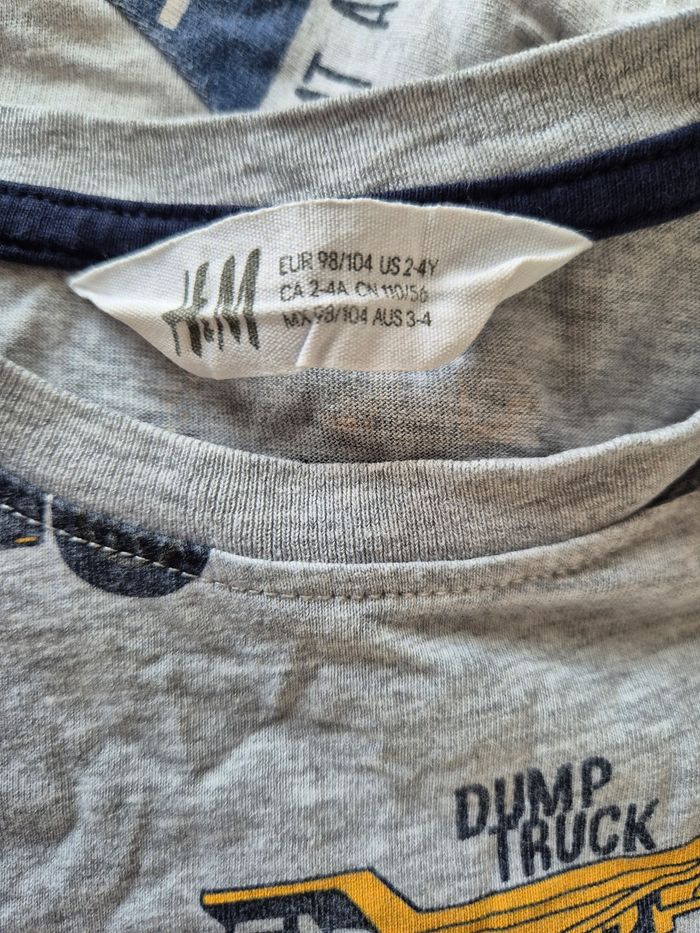 AT A
H&M
EUR 98/104 US 2-4Y
CA 2-4A CN 110/56
MX 98/104 AUS 3-4
DUMP
TRUCK